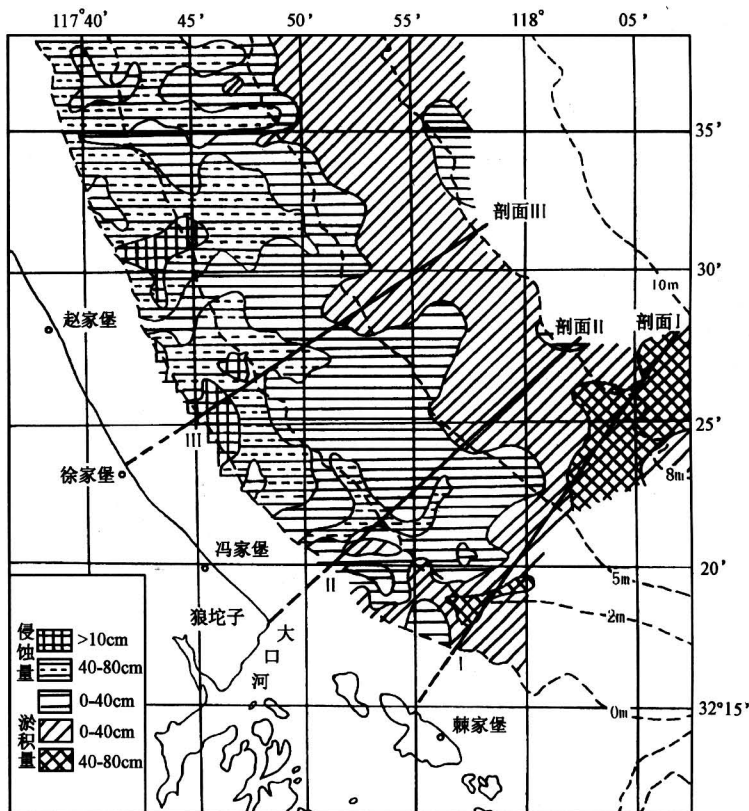 117°40' 45' 50' 55' 118° 05'
35'
剖面III
30'
10m
赵家堡
剖面II
剖面I
25'
III
徐家堡
8m
冯家堡
20'
II
5m
狼坨子
2m
大口河
I
侵蚀量
>10cm
40-80cm
0-40cm
淤积量
0-40cm
40-80cm
0m
32°15'
棘家堡